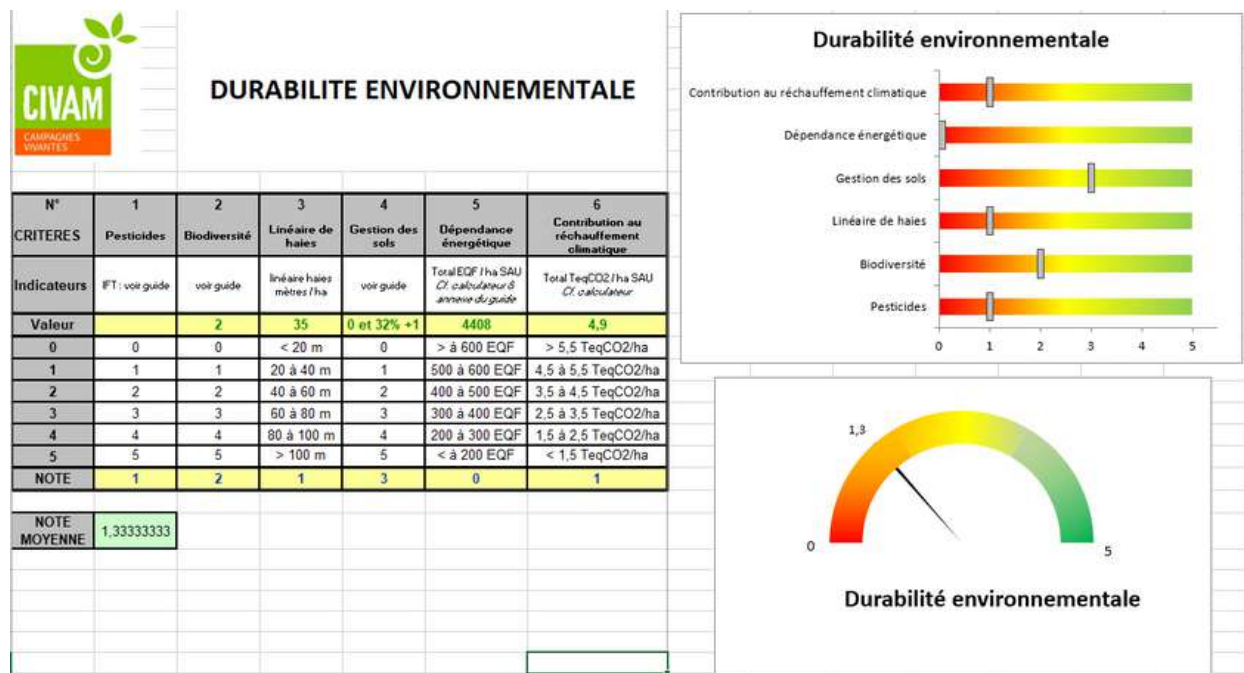 CIVAM
CAMPAGNES
VIVANTES
DURABILITE ENVIRONNEMENTALE
N° 1 2 3 4 5 6
CRITERES Pesticides Biodiversité Linéaire de haies Gestion des sols Dépendance énergétique Contribution au réchauffement climatique
Indicateurs IFT : voir guide voir guide linéaire haies mètres / ha voir guide Total EQF / ha SAU Cf. calculateur & annexe du guide Total TeqCO2 / ha SAU Cf. calculateur
Valeur 2 35 0 et 32% +1 4408 4,9
0 0 0 < 20 m 0 > à 600 EQF > 5,5 TeqCO2/ha
1 1 1 20 à 40 m 1 500 à 600 EQF 4,5 à 5,5 TeqCO2/ha
2 2 2 40 à 60 m 2 400 à 500 EQF 3,5 à 4,5 TeqCO2/ha
3 3 3 60 à 80 m 3 300 à 400 EQF 2,5 à 3,5 TeqCO2/ha
4 4 4 80 à 100 m 4 200 à 300 EQF 1,5 à 2,5 TeqCO2/ha
5 5 5 > 100 m 5 < à 200 EQF < 1,5 TeqCO2/ha
NOTE 1 2 1 3 0 1
NOTE MOYENNE 1,33333333
Durabilité environnementale
Contribution au réchauffement climatique
Dépendance énergétique
Gestion des sols
Linéaire de haies
Biodiversité
Pesticides
0 1 2 3 4 5
1,3
0 5
Durabilité environnementale